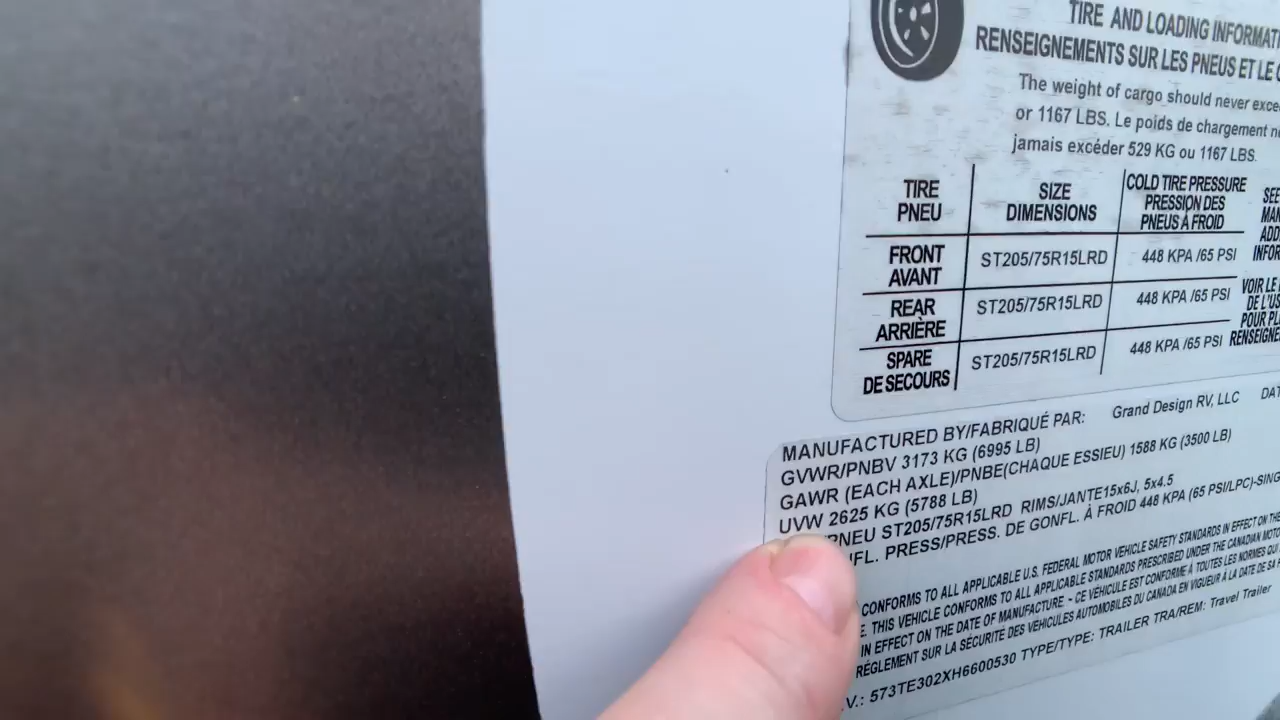 TIRE AND LOADING
RENSEIGNEMENTS SUR LES PNEUS ET LE
The weight of cargo should never
or 1167 LBS. Le poids de chargement
jamais excéder 529 KG ou 1167 LBS.
TIRE PNEU
SIZE DIMENSIONS
COLD TIRE PRESSURE PRESSION DES PNEUS À FROID
SEE
FRONT AVANT ST205/75R15LRD 448 KPA /65 PSI
REAR ARRIÈRE ST205/75R15LRD 448 KPA /65 PSI
VOIR LE
DE
POUR
SPARE DE SECOURS ST205/75R15LRD 448 KPA /65 PSI
MANUFACTURED BY/FABRIQUÉ PAR: Grand Design RV, LLC
GVWR/PNBV 3173 KG (6995 LB)
GAWR (EACH AXLE)/PNBE(CHAQUE ESSIEU) 1588 KG (3500 LB)
UVW 2625 KG (5788 LB)
PNEU ST205/75R15LRD RIMS/JANTE15x6J, 5x4.5
PRESS/PRESS. DE GONFL. À FROID 448 KPA (65 PSI/LPC)-SING
CONFORMS TO ALL APPLICABLE U.S. FEDERAL MOTOR VEHICLE SAFETY STANDARDS IN EFFECT ON THE
THIS VEHICLE CONFORMS TO ALL APPLICABLE STANDARDS PRESCRIBED UNDER THE CANADIAN
IN EFFECT ON THE DATE OF MANUFACTURE. - CE VÉHICULE EST CONFORME À TOUTES LES NORMES QUI
RÈGLEMENT SUR LA SÉCURITÉ DES VÉHICULES AUTOMOBILES DU CANADA EN VIGUEUR À LA DATE DE SA
.V.: 573TE302XH6600530 TYPE/TYPE: TRAILER TRA/REM: Travel Trailer